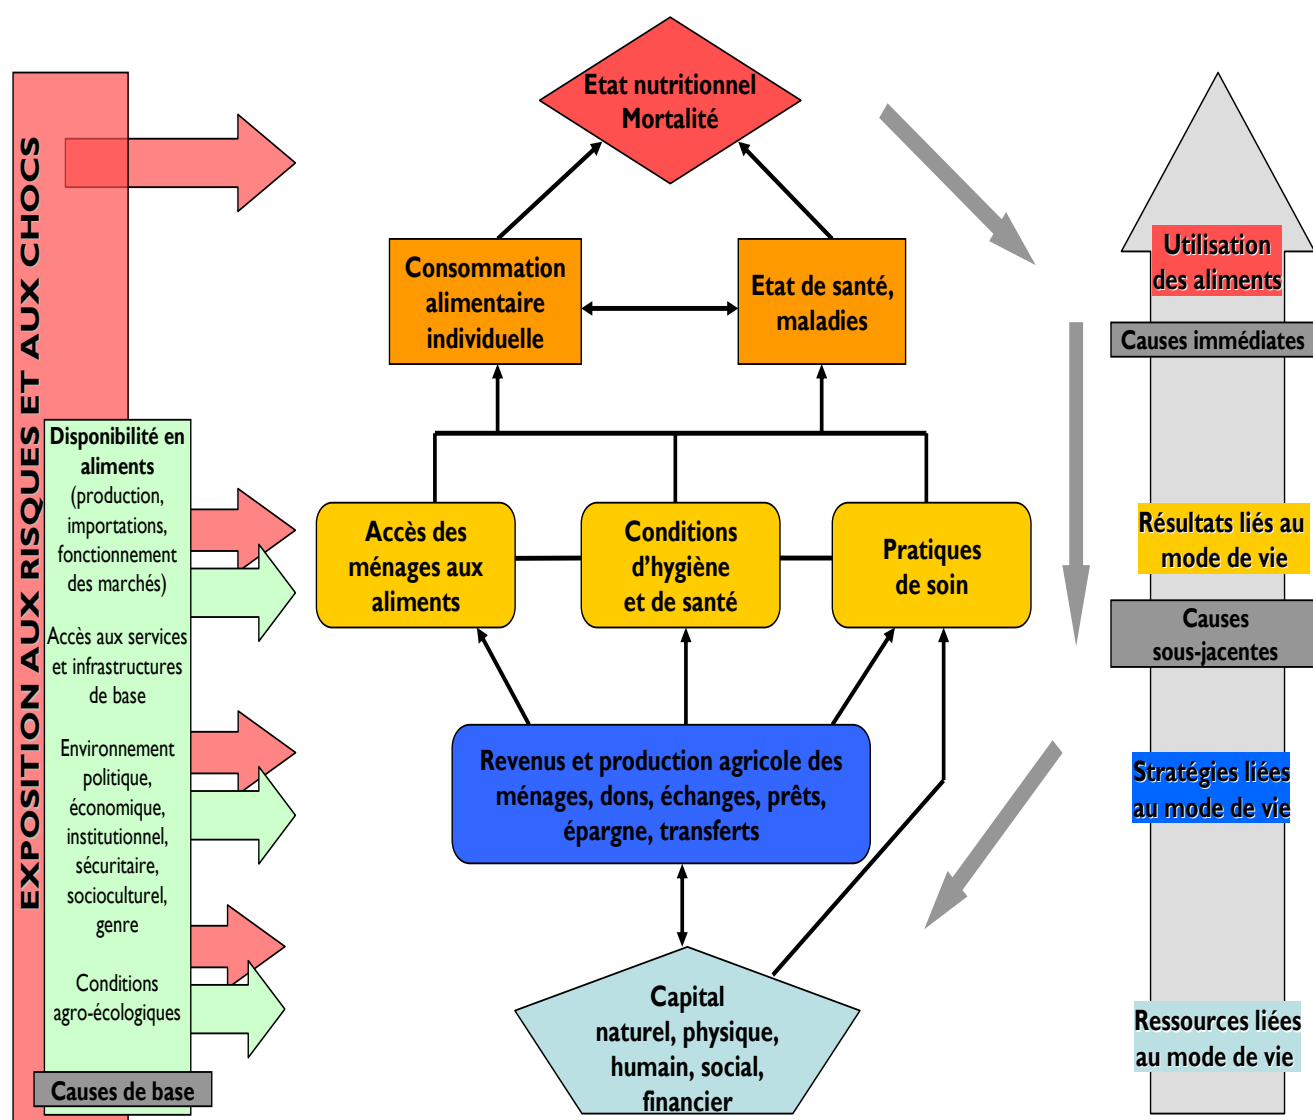 EXPOSITION AUX RISQUES ET AUX CHOCS
Disponibilité en
aliments
(production,
importations,
fonctionnement
des marchés)
Accès aux services
et infrastructures
de base
Environnement
politique,
économique,
institutionnel,
sécuritaire,
socioculturel,
genre
Conditions
agro-écologiques
Causes de base
Etat nutritionnel
Mortalité
Consommation
alimentaire
individuelle
Etat de santé,
maladies
Accès des
ménages aux
aliments
Conditions
d'hygiène
et de santé
Pratiques
de soin
Revenus et production agricole des
ménages, dons, échanges, prêts,
épargne, transferts
Capital
naturel, physique,
humain, social,
financier
Utilisation
des aliments
Causes immédiates
Résultats liés au
mode de vie
Causes
sous-jacentes
Stratégies liées
au mode de vie
Ressources liées
au mode de vie